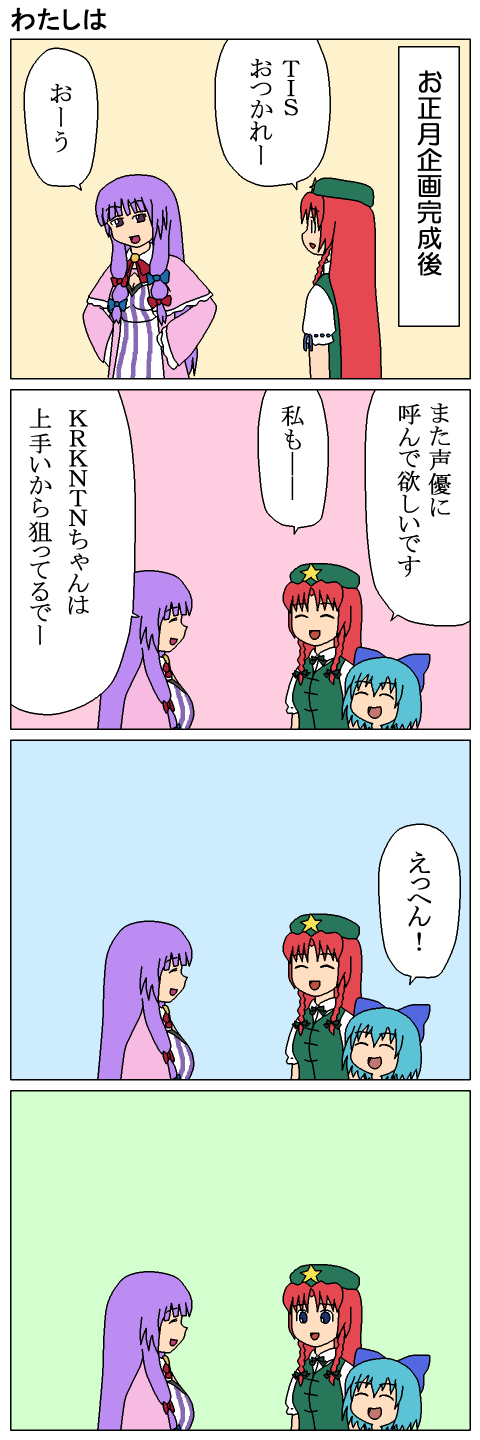 わたしは
お正月企画完成後
TIS
おつかれー
おーう
また声優に
呼んで欲しいです
私も――
KRKNTNちゃんは
上手いから狙ってるでー
えっへん！